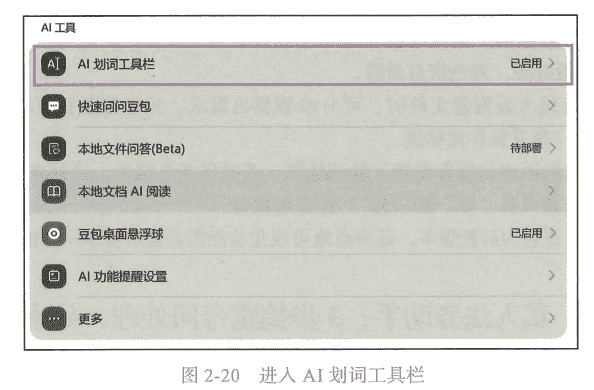 AI 工具
AI 划词工具栏 已启用
快速问问豆包
本地文件问答(Beta) 待部署
本地文档 AI 阅读
豆包桌面悬浮球 已启用
AI 功能提醒设置
更多
图 2-20 进入 AI 划词工具栏